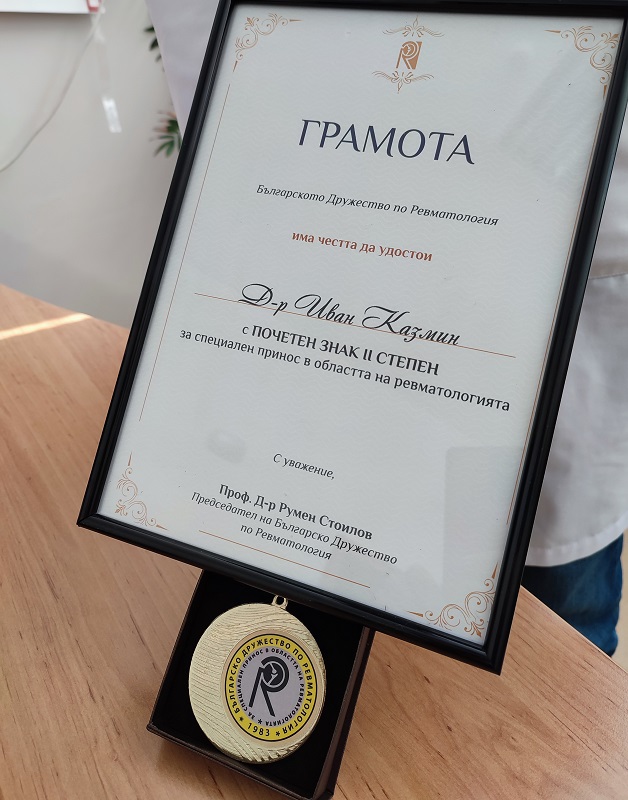 ГРАМОТА
Българското Дружество по Ревматология
има честта да удостои
Д-р Иван Казмин
с ПОЧЕТЕН ЗНАК II СТЕПЕН
за специален принос в областта на ревматологията
С уважение,
Проф. Д-р Румен Стоилов
Председател на Българско Дружество
по Ревматология
БЪЛГАРСКО ДРУЖЕСТВО ПО РЕВМАТОЛОГИЯ
ЗА СПЕЦИАЛЕН ПРИНОС В ОБЛАСТТА НА РЕВМАТОЛОГИЯТА
1983